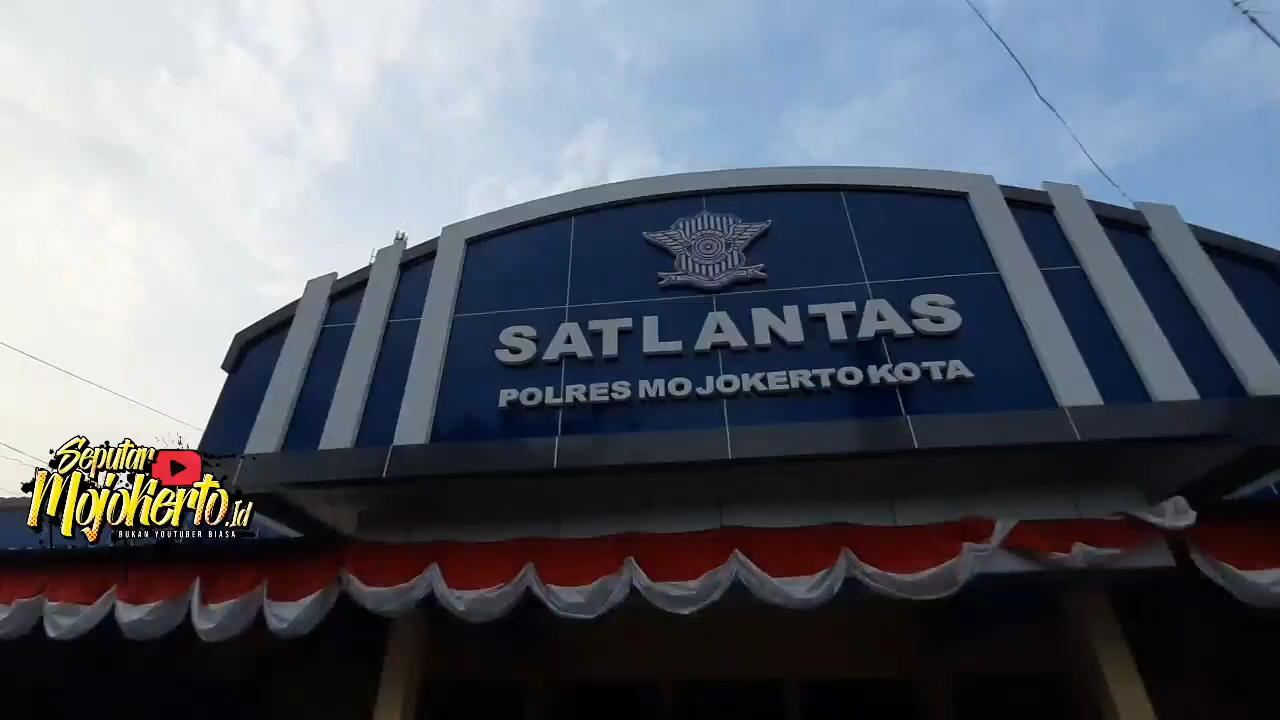 SATLANTAS
POLRES MOJOKERTO KOTA
Seputar
Mojokerto.Id
BUKAN YOUTUBER BIASA